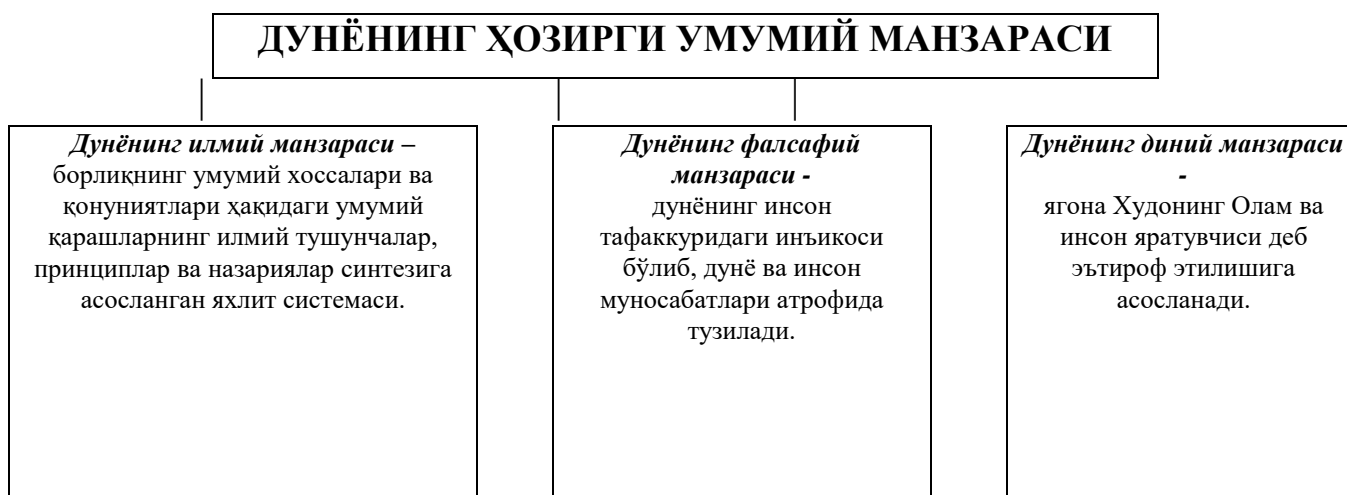 ДУНЁНИНГ ҲОЗИРГИ УМУМИЙ МАНЗАРАСИ
Дунёнинг илмий манзараси –
борлиқнинг умумий хоссалари ва
қонуниятлари ҳақидаги умумий
қарашларнинг илмий тушунчалар,
принциплар ва назариялар синтезига
асосланган яхлит системаси.
Дунёнинг фалсафий
манзараси -
дунёнинг инсон
тафаккуридаги инъикоси
бўлиб, дунё ва инсон
муносабатлари атрофида
тузилади.
Дунёнинг диний манзараси
-
ягона Худонинг Олам ва
инсон яратувчиси деб
эътироф этилишига
асосланади.